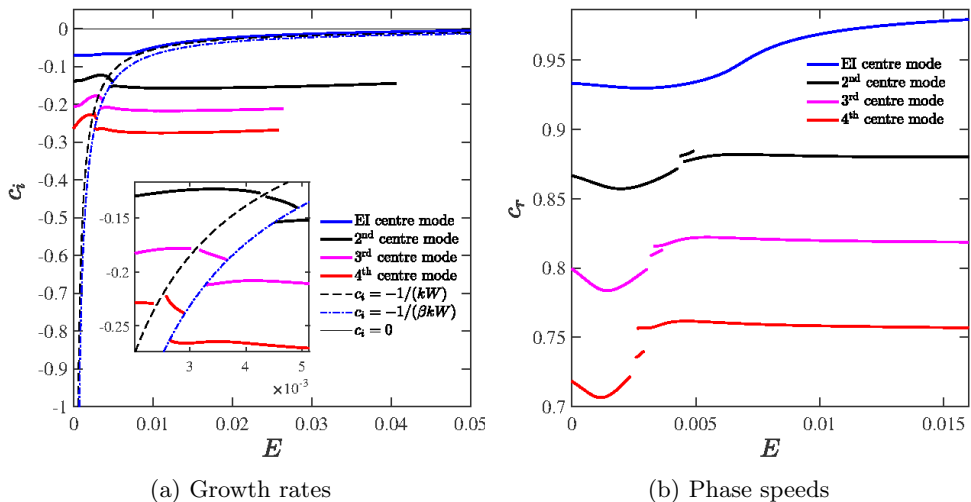 0
-0.1
-0.2
-0.3
-0.4
-0.5
-0.6
-0.7
-0.8
-0.9
-1
c_i
0 0.01 0.02 0.03 0.04 0.05
E
-0.15
-0.2
-0.25
3 4 5
×10⁻³
EI centre mode
2ⁿᵈ centre mode
3ʳᵈ centre mode
4ᵗʰ centre mode
c_i = −1/(kW)
c_i = −1/(βkW)
c_i = 0
(a) Growth rates
0.95
0.9
0.85
0.8
0.75
0.7
c_r
0 0.005 0.01 0.015
E
EI centre mode
2ⁿᵈ centre mode
3ʳᵈ centre mode
4ᵗʰ centre mode
(b) Phase speeds